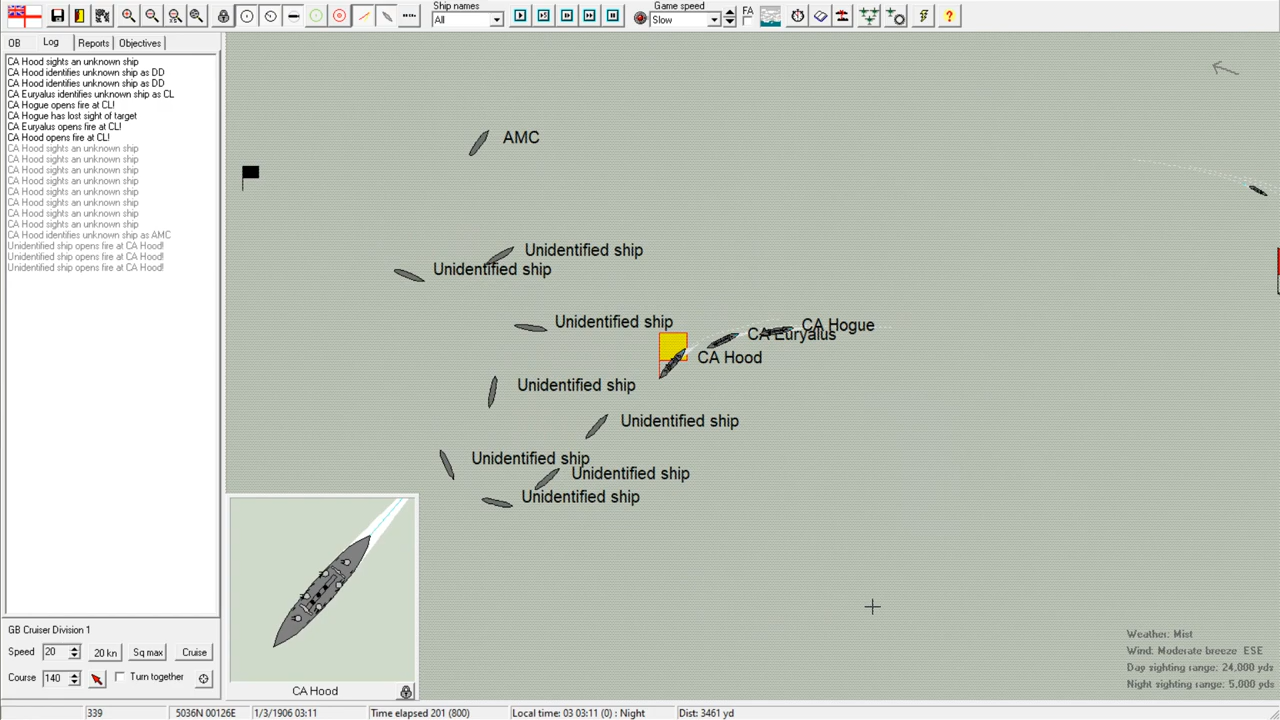 Ship names
Game speed
All
Slow
FA
OB
Log
Reports
Objectives
CA Hood sights an unknown ship
CA Hood identifies unknown ship as DD
CA Hood identifies unknown ship as DD
CA Euryalus identifies unknown ship as CL
CA Hogue opens fire at CL!
CA Hogue has lost sight of target
CA Euryalus opens fire at CL!
CA Hood opens fire at CL!
CA Hood sights an unknown ship
CA Hood sights an unknown ship
CA Hood sights an unknown ship
CA Hood sights an unknown ship
CA Hood sights an unknown ship
CA Hood sights an unknown ship
CA Hood sights an unknown ship
CA Hood sights an unknown ship
CA Hood identifies unknown ship as AMC
Unidentified ship opens fire at CA Hood!
Unidentified ship opens fire at CA Hood!
Unidentified ship opens fire at CA Hood!
AMC
Unidentified ship
Unidentified ship
Unidentified ship
CA Hogue
CA Euryalus
CA Hood
Unidentified ship
Unidentified ship
Unidentified ship
Unidentified ship
Unidentified ship
GB Cruiser Division 1
Speed 20 20 kn Sq max Cruise
Course 140 Turn together
CA Hood
Weather: Mist
Wind: Moderate breeze ESE
Day sighting range: 24,000 yds
Night sighting range: 5,000 yds
339 5036N 00126E 1/3/1906 03:11 Time elapsed 201 (800) Local time: 03 03:11 (0) : Night Dist: 3461 yd